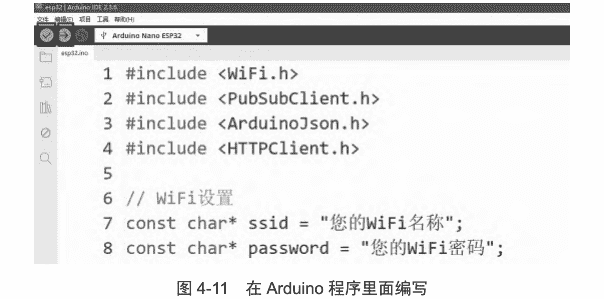 esp32 | Arduino IDE 2.3.6
文件 编辑(E) 项目 工具 帮助(H)
Arduino Nano ESP32
esp32.ino
1 #include <WiFi.h>
2 #include <PubSubClient.h>
3 #include <ArduinoJson.h>
4 #include <HTTPClient.h>
5
6 // WiFi设置
7 const char* ssid = "您的WiFi名称";
8 const char* password = "您的WiFi密码";
图 4-11 在 Arduino 程序里面编写